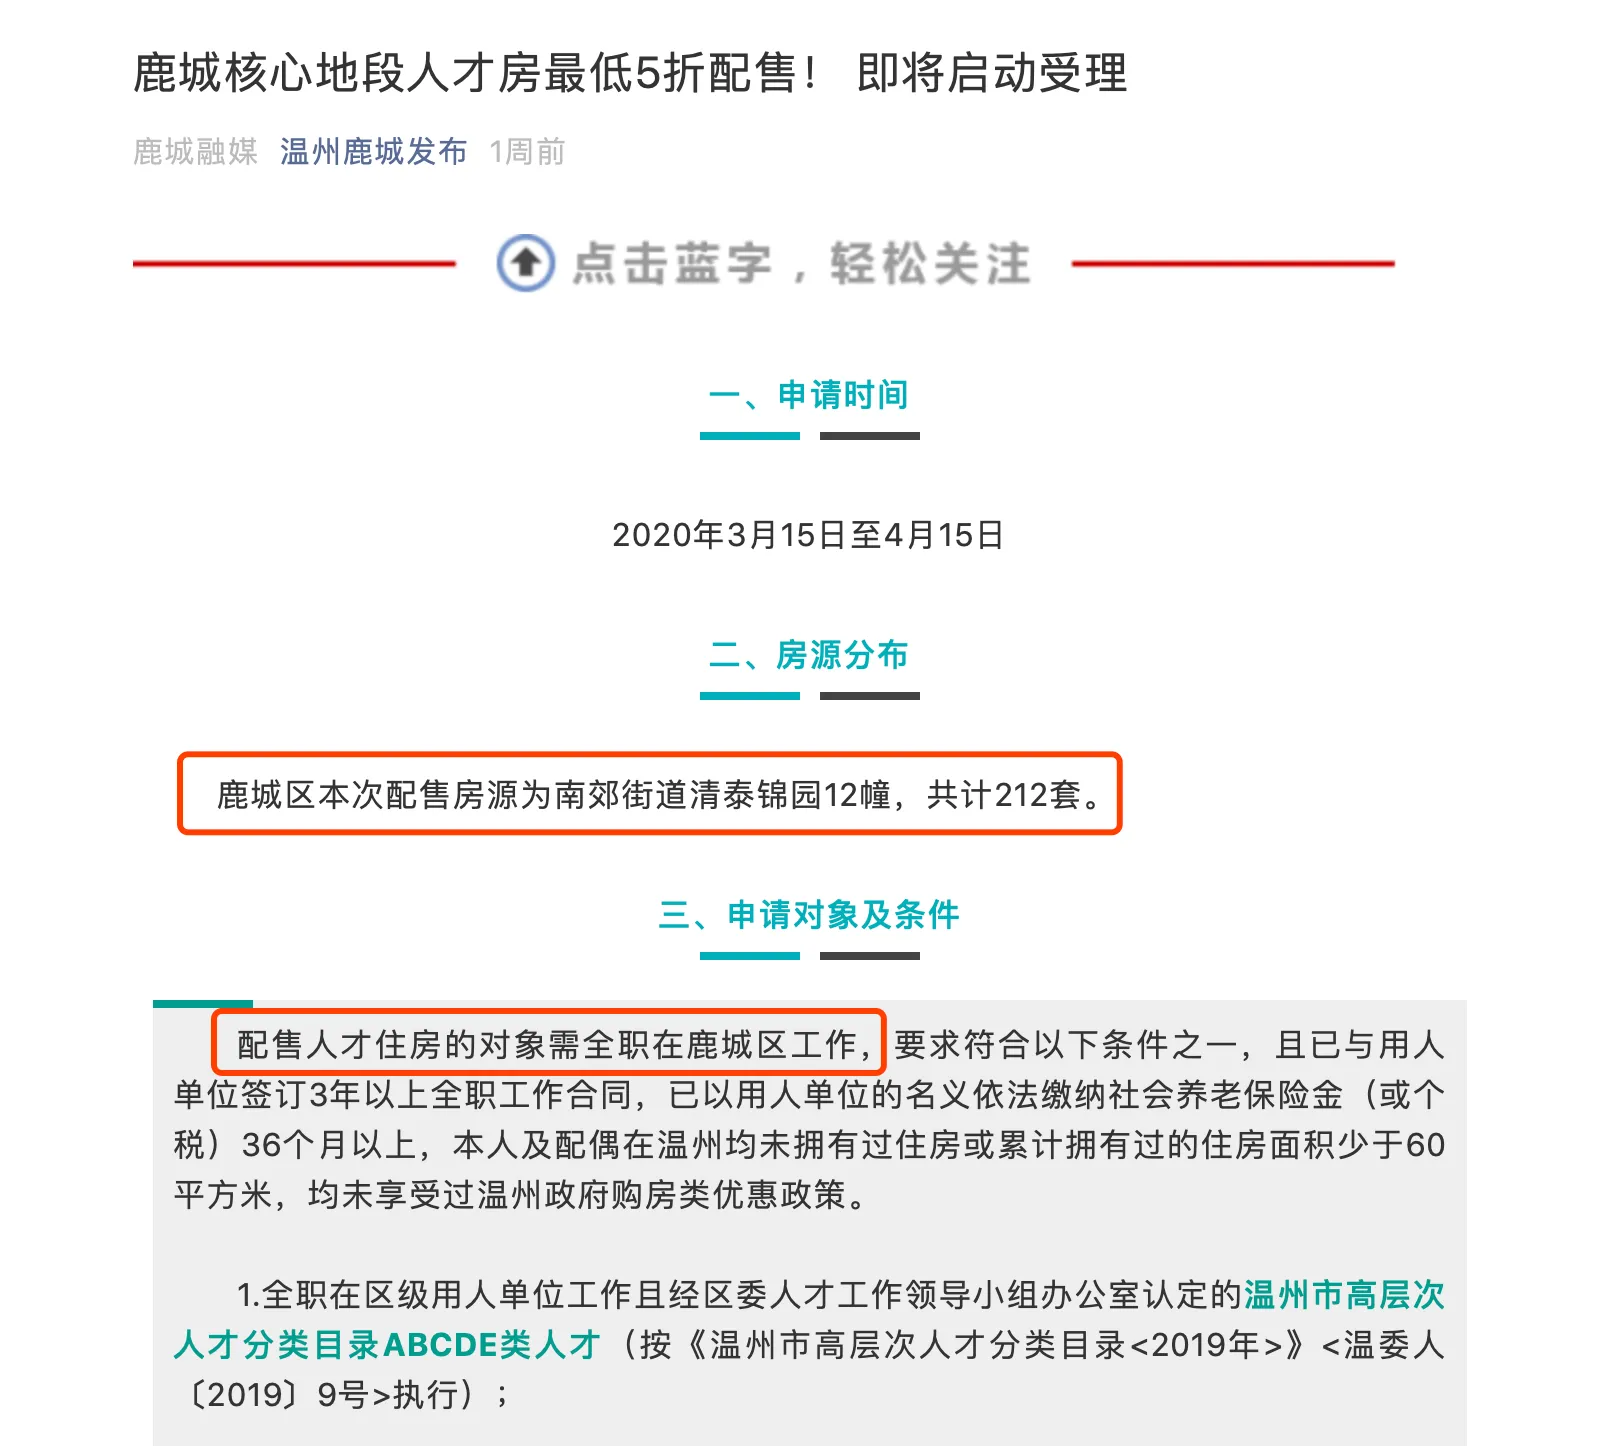 鹿城核心地段人才房最低5折配售！ 即将启动受理
鹿城融媒 温州鹿城发布 1周前
点击蓝字，轻松关注
一、申请时间
2020年3月15日至4月15日
二、房源分布
鹿城区本次配售房源为南郊街道清泰锦园12幢，共计212套。
三、申请对象及条件
配售人才住房的对象需全职在鹿城区工作，要求符合以下条件之一，且已与用人
单位签订3年以上全职工作合同，已以用人单位的名义依法缴纳社会养老保险金（或个
税）36个月以上，本人及配偶在温州均未拥有过住房或累计拥有过的住房面积少于60
平方米，均未享受过温州政府购房类优惠政策。
1.全职在区级用人单位工作且经区委人才工作领导小组办公室认定的温州市高层次
人才分类目录ABCDE类人才（按《温州市高层次人才分类目录<2019年>》<温委人
〔2019〕9号>执行）；